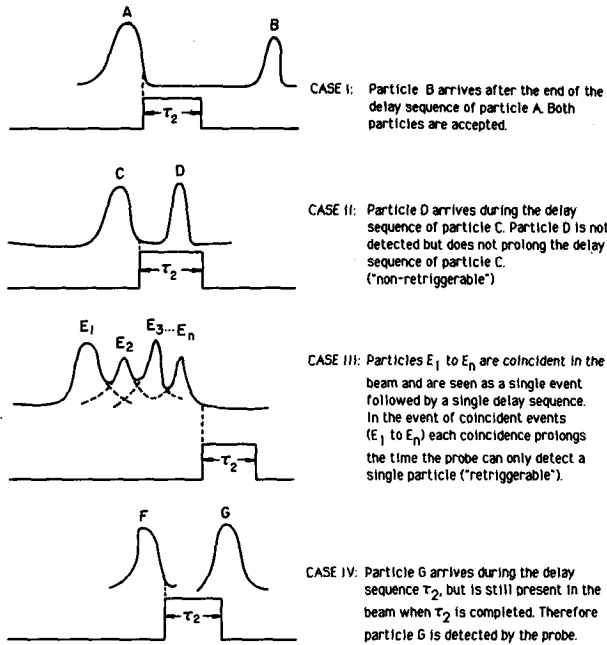 A B
CASE I: Particle B arrives after the end of the
delay sequence of particle A. Both
particles are accepted.
τ2
C D
CASE II: Particle D arrives during the delay
sequence of particle C. Particle D is not
detected but does not prolong the delay
sequence of particle C.
("non-retriggerable")
τ2
E1 E2 E3...En
CASE III: Particles E1 to En are coincident in the
beam and are seen as a single event
followed by a single delay sequence.
In the event of coincident events
(E1 to En) each coincidence prolongs
the time the probe can only detect a
single particle ("retriggerable").
τ2
F G
CASE IV: Particle G arrives during the delay
sequence τ2, but is still present in the
beam when τ2 is completed. Therefore
particle G is detected by the probe.
τ2